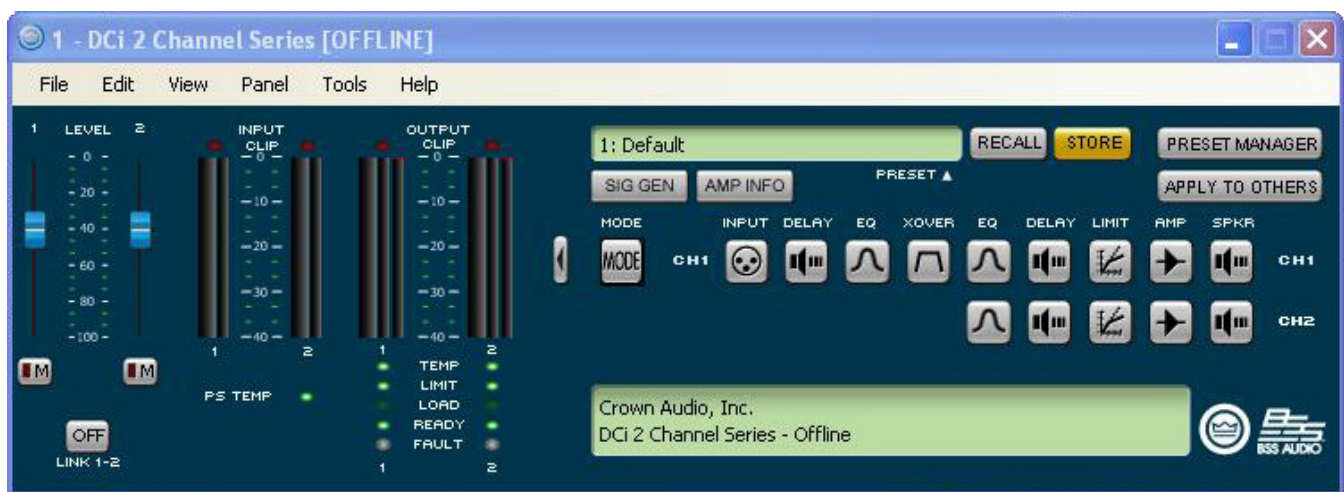 1 - DCi 2 Channel Series [OFFLINE]
File Edit View Panel Tools Help
1 LEVEL 2
INPUT CLIP
OUTPUT CLIP
- 0 -
- 20 -
- 40 -
- 60 -
- 80 -
-100-
-0-
-10-
-20-
-30-
-40-
1 2
-0-
-10-
-20-
-30-
-40-
1 2
M M
PS TEMP
TEMP
LIMIT
LOAD
READY
FAULT
1 2
OFF
LINK 1-2
1: Default
RECALL STORE PRESET MANAGER
PRESET ▲
SIG GEN AMP INFO APPLY TO OTHERS
MODE INPUT DELAY EQ XOVER EQ DELAY LIMIT AMP SPKR
MODE CH1 CH1
CH2
Crown Audio, Inc.
DCi 2 Channel Series - Offline
BSS AUDIO